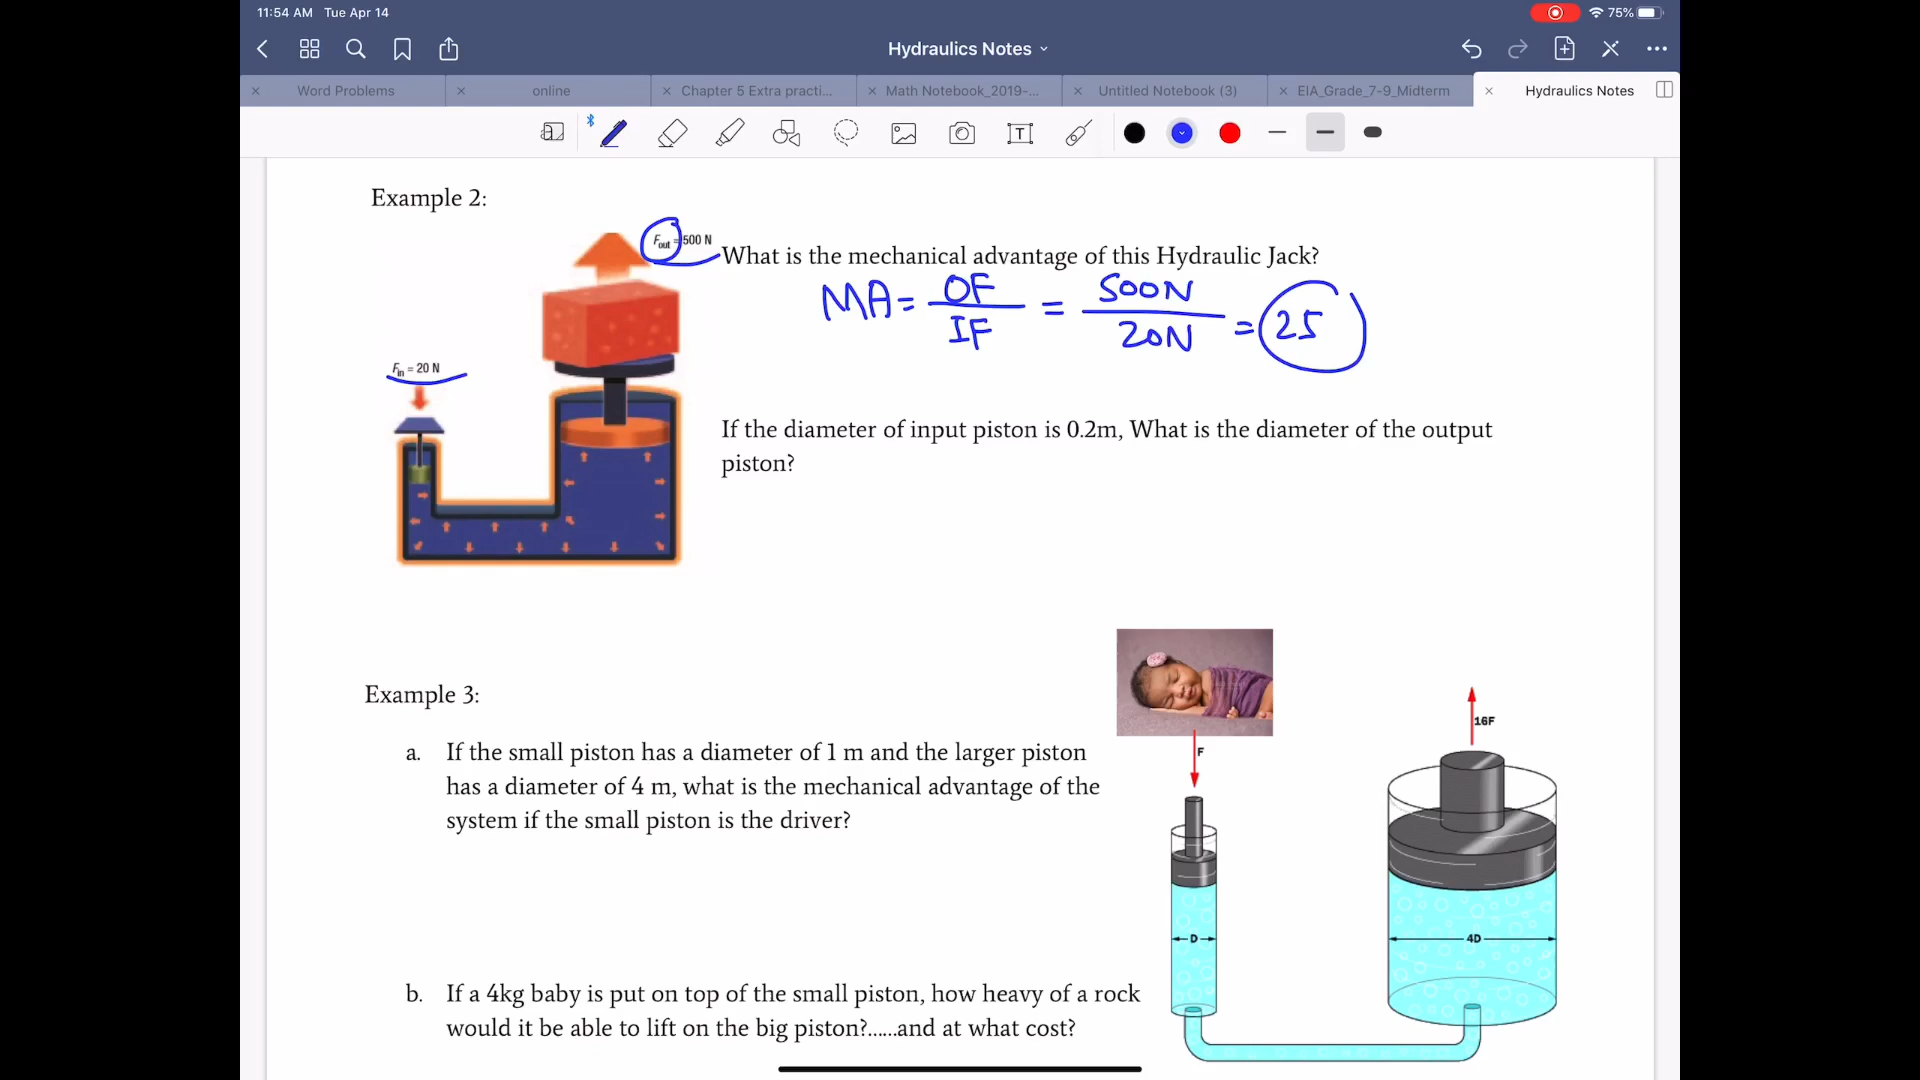 11:54 AM Tue Apr 14
75%
Hydraulics Notes
Word Problems
online
Chapter 5 Extra practi...
Math Notebook_2019-...
Untitled Notebook (3)
EIA_Grade_7-9_Midterm
Hydraulics Notes
Example 2:
Fout = 500 N
What is the mechanical advantage of this Hydraulic Jack?
MA = OF / IF = 500N / 20N = 25
Fin = 20 N
If the diameter of input piston is 0.2m, What is the diameter of the output
piston?
Example 3:
a. If the small piston has a diameter of 1 m and the larger piston
has a diameter of 4 m, what is the mechanical advantage of the
system if the small piston is the driver?
F
16F
D
4D
b. If a 4kg baby is put on top of the small piston, how heavy of a rock
would it be able to lift on the big piston?......and at what cost?